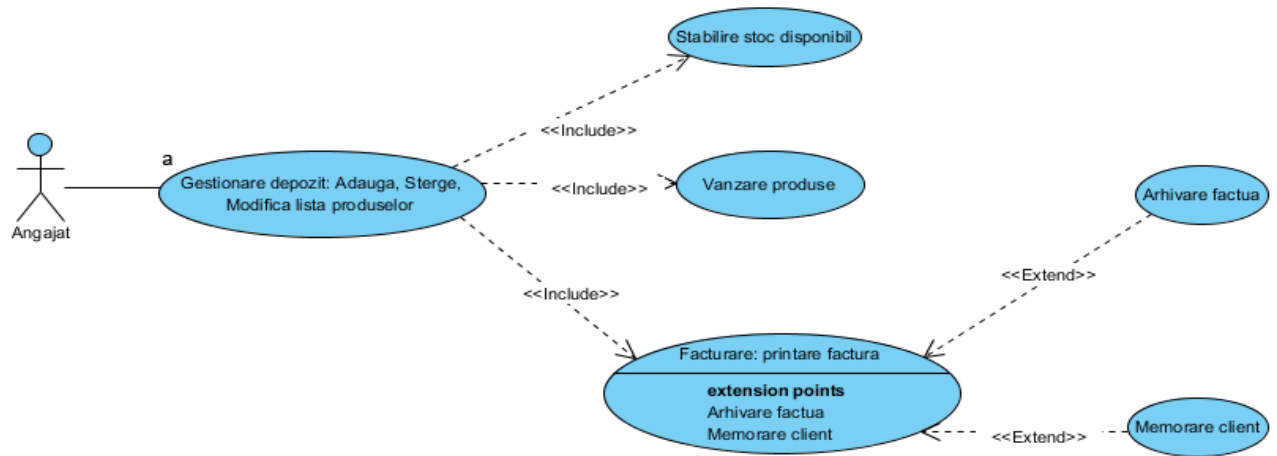 Stabilire stoc disponibil
<<Include>>
a
Gestionare depozit: Adauga, Sterge,
Modifica lista produselor
<<Include>>
Vanzare produse
Arhivare factua
Angajat
<<Extend>>
<<Include>>
Facturare: printare factura
extension points
Arhivare factua
Memorare client
<<Extend>>
Memorare client